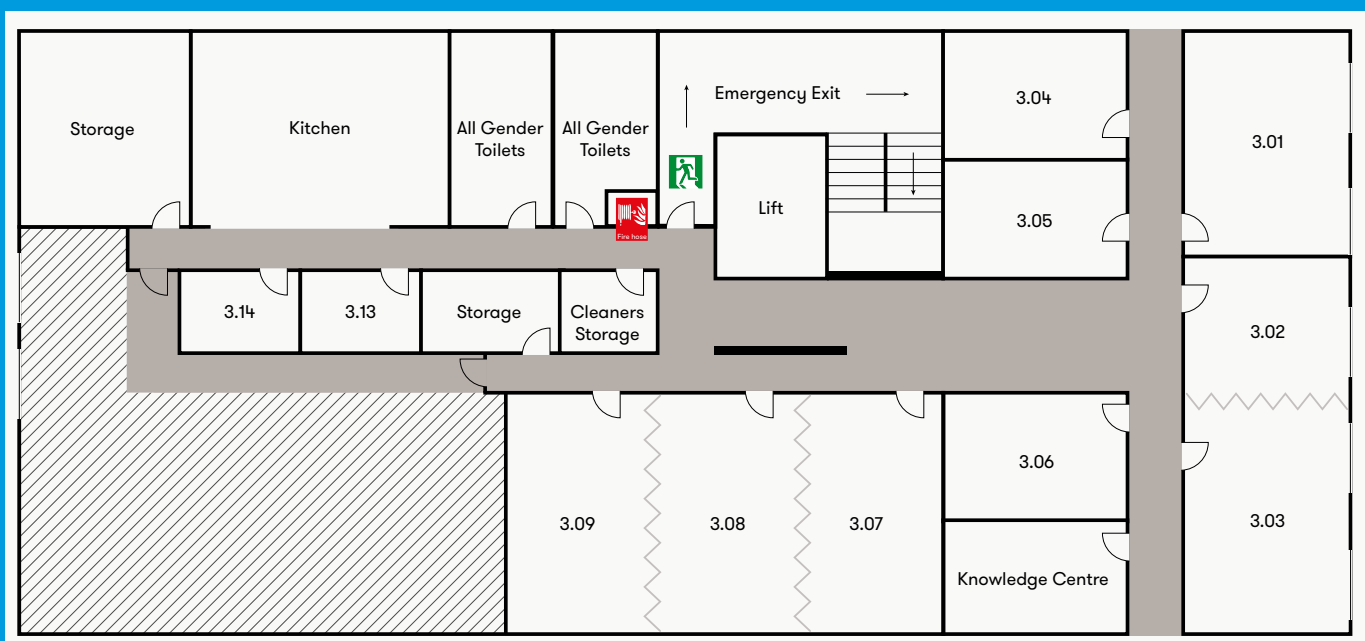 Storage
Kitchen
All Gender
Toilets
All Gender
Toilets
Emergency Exit
3.04
3.01
Fire hose
Lift
3.05
3.14
3.13
Storage
Cleaners
Storage
3.02
3.09
3.08
3.07
3.06
3.03
Knowledge Centre